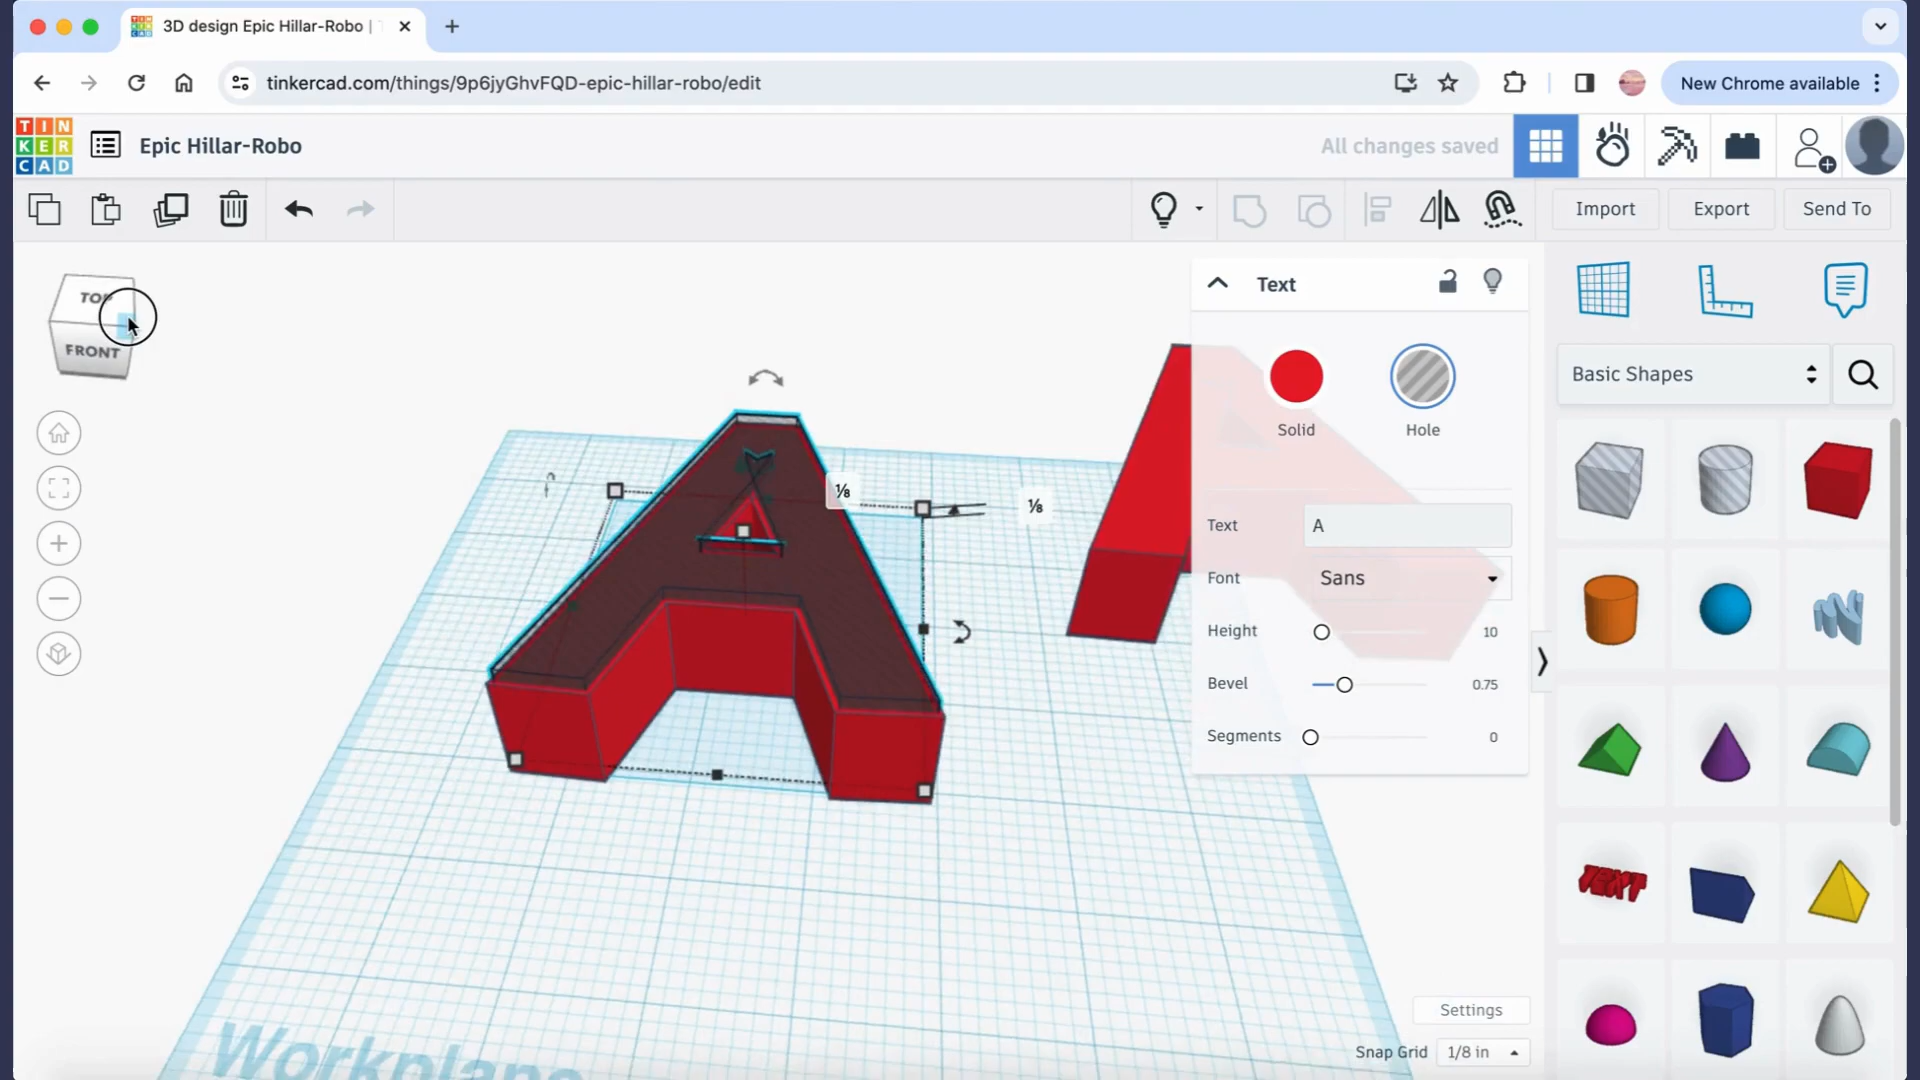 3D design Epic Hillar-Robo |
tinkercad.com/things/9p6jyGhvFQD-epic-hillar-robo/edit
New Chrome available
TIN
KER
CAD
Epic Hillar-Robo
All changes saved
Import
Export
Send To
TOP
FRONT
Text
Solid
Hole
Text
A
Font
Sans
Height
10
Bevel
0.75
Segments
0
⅛
⅛
Basic Shapes
TEXT
Workplane
Settings
Snap Grid
1/8 in